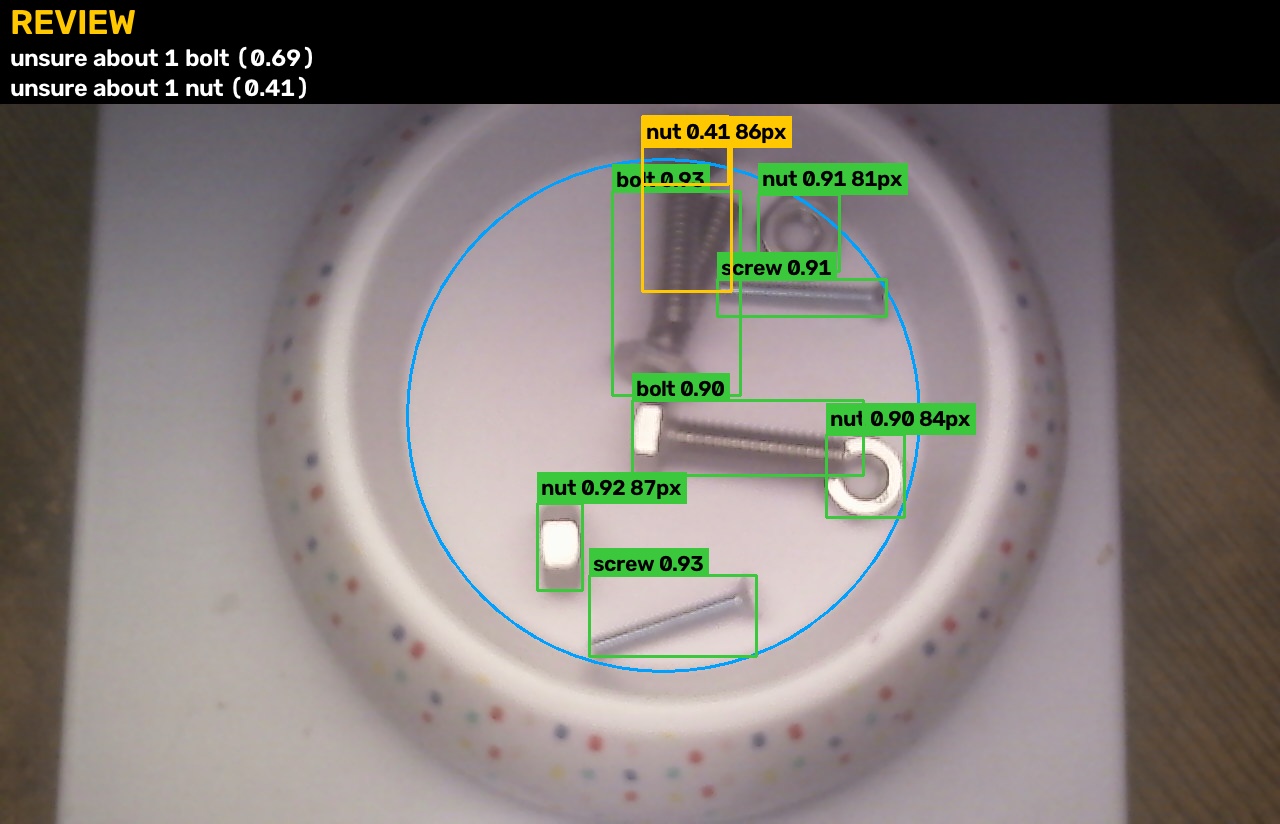 REVIEW
unsure about 1 bolt (0.69)
unsure about 1 nut (0.41)
nut 0.41 86px
bolt 0.93
nut 0.91 81px
screw 0.91
bolt 0.90
nut 0.90 84px
nut 0.92 87px
screw 0.93